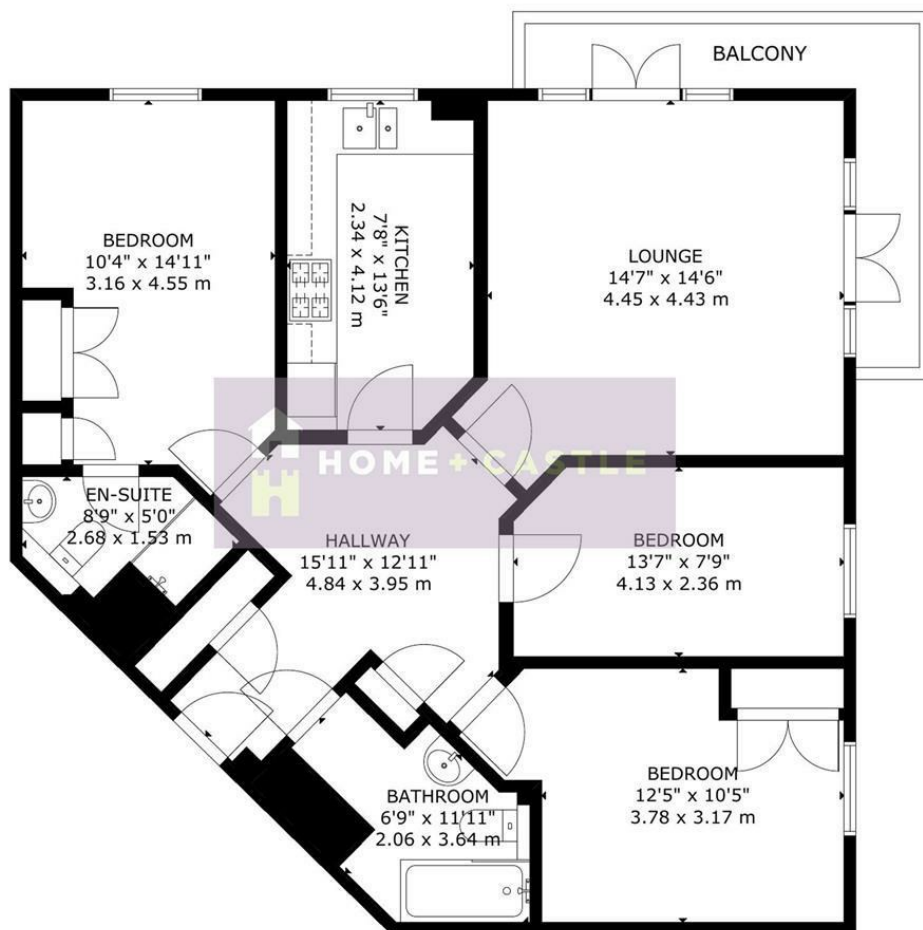 BALCONY
BEDROOM
10'4" x 14'11"
3.16 x 4.55 m
KITCHEN
7'8" x 13'6"
2.34 x 4.12 m
LOUNGE
14'7" x 14'6"
4.45 x 4.43 m
HOME + CASTLE
EN-SUITE
8'9" x 5'0"
2.68 x 1.53 m
HALLWAY
15'11" x 12'11"
4.84 x 3.95 m
BEDROOM
13'7" x 7'9"
4.13 x 2.36 m
BEDROOM
12'5" x 10'5"
3.78 x 3.17 m
BATHROOM
6'9" x 11'11"
2.06 x 3.64 m